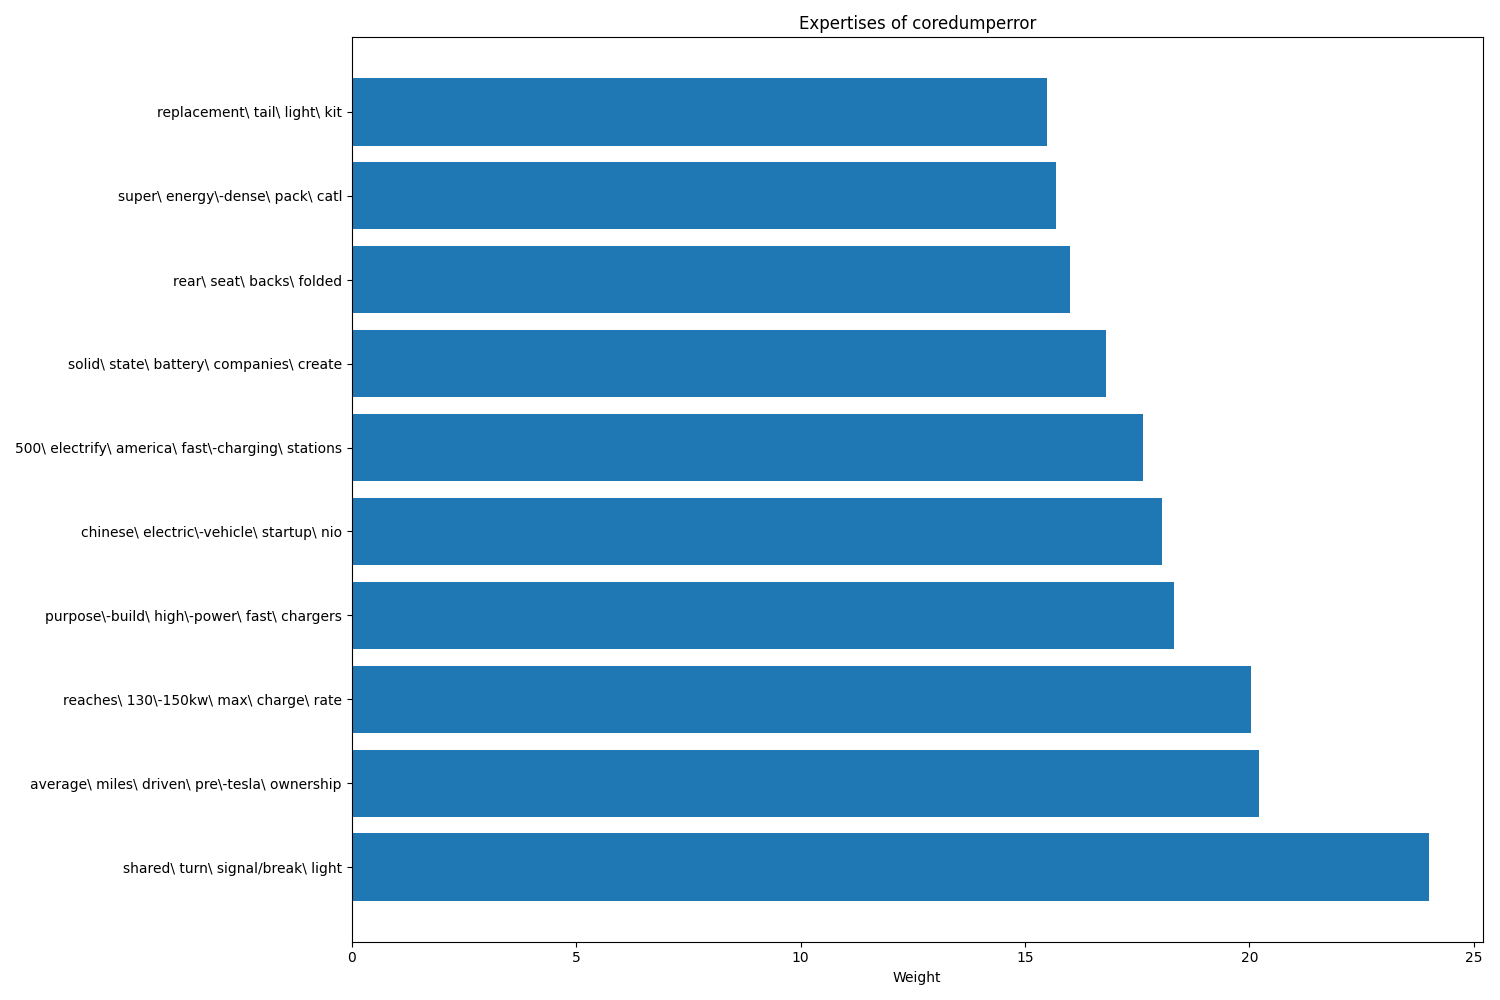 Expertises of coredumperror
replacement\ tail\ light\ kit
super\ energy\-dense\ pack\ catl
rear\ seat\ backs\ folded
solid\ state\ battery\ companies\ create
500\ electrify\ america\ fast\-charging\ stations
chinese\ electric\-vehicle\ startup\ nio
purpose\-build\ high\-power\ fast\ chargers
reaches\ 130\-150kw\ max\ charge\ rate
average\ miles\ driven\ pre\-tesla\ ownership
shared\ turn\ signal/break\ light
0 5 10 15 20 25
Weight